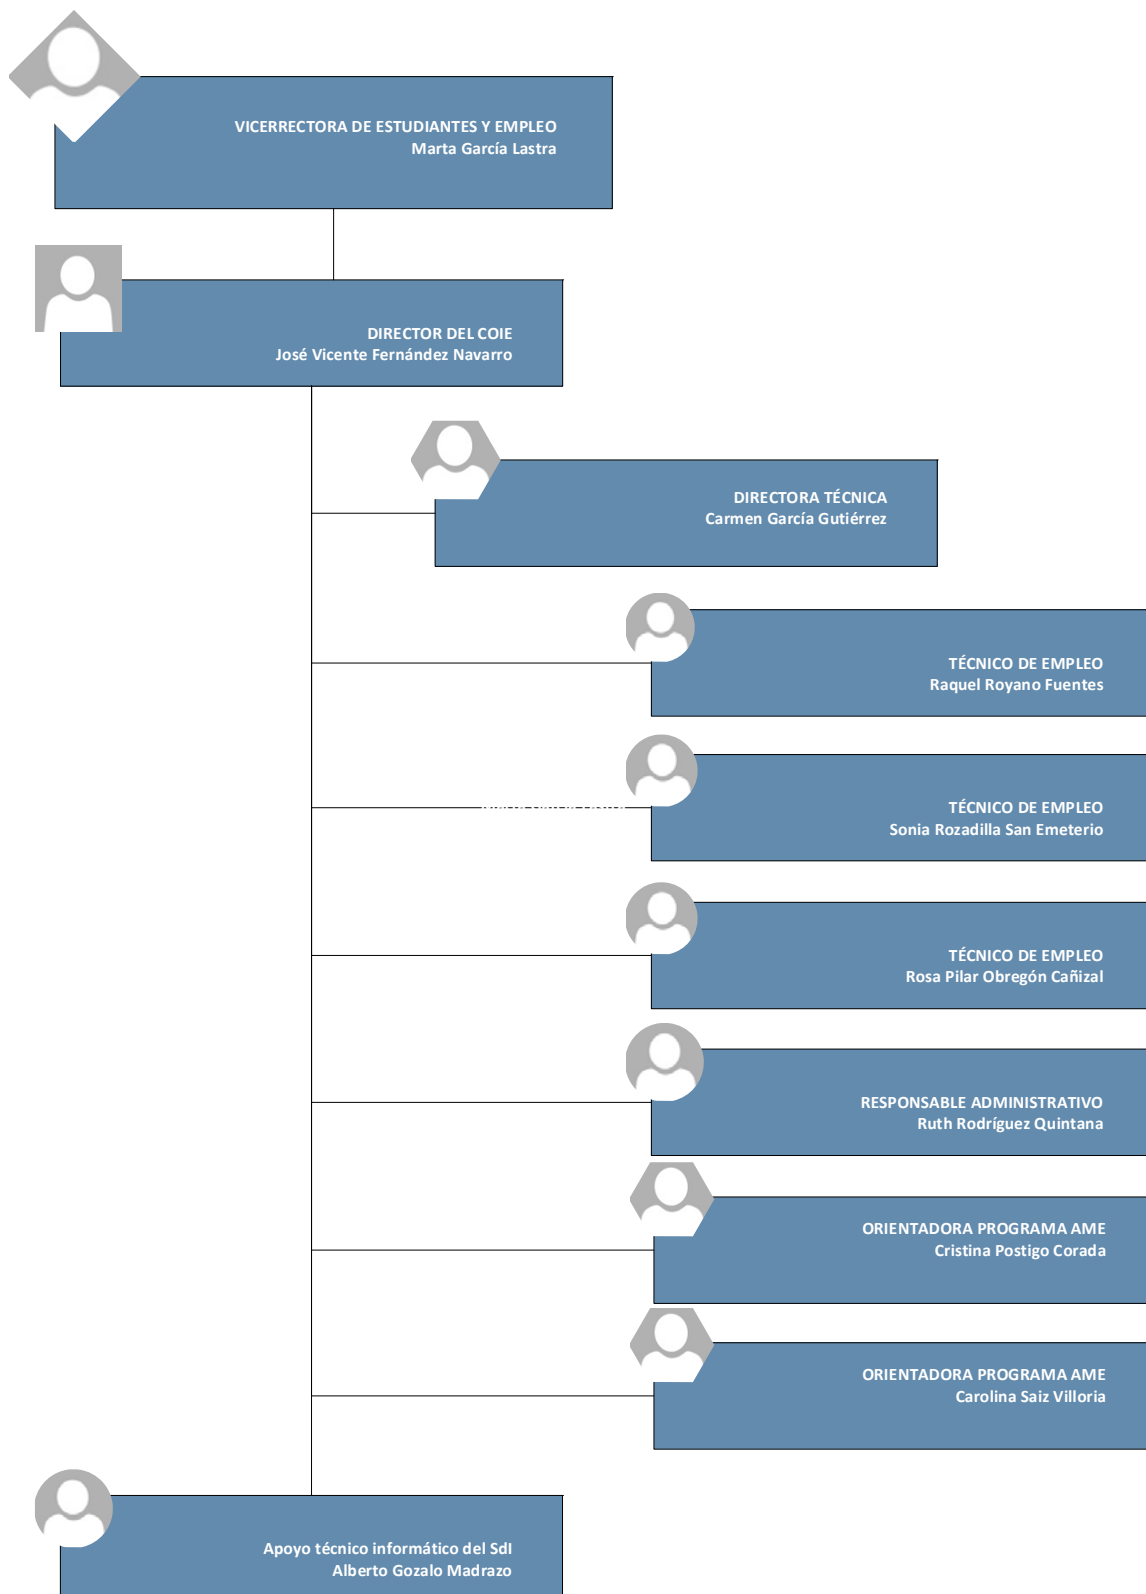 VICERRECTORA DE ESTUDIANTES Y EMPLEO
Marta García Lastra
DIRECTOR DEL COIE
José Vicente Fernández Navarro
DIRECTORA TÉCNICA
Carmen García Gutiérrez
TÉCNICO DE EMPLEO
Raquel Royano Fuentes
TÉCNICO DE EMPLEO
Sonia Rozadilla San Emeterio
TÉCNICO DE EMPLEO
Rosa Pilar Obregón Cañizal
RESPONSABLE ADMINISTRATIVO
Ruth Rodríguez Quintana
ORIENTADORA PROGRAMA AME
Cristina Postigo Corada
ORIENTADORA PROGRAMA AME
Carolina Saiz Villoria
Apoyo técnico informático del SdI
Alberto Gozalo Madrazo